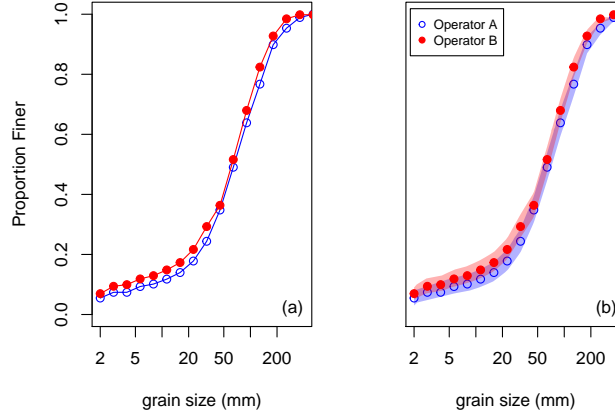 Proportion Finer
1.0
0.8
0.6
0.4
0.2
0.0
(a)
2 5 20 50 200
grain size (mm)
Operator A
Operator B
(b)
2 5 20 50 200
grain size (mm)